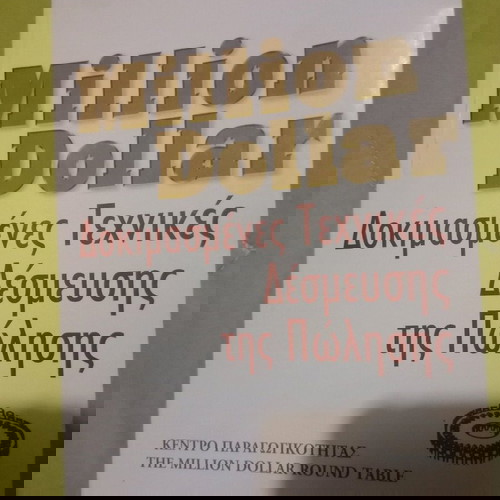 Million
Dollar
Δοκιμασμένες Τεχνικές
Δέσμευσης
της Πώλησης
ΚΕΝΤΡΟ ΠΑΡΑΓΩΓΙΚΟΤΗΤΑΣ
THE MILLION DOLLAR ROUND TABLE